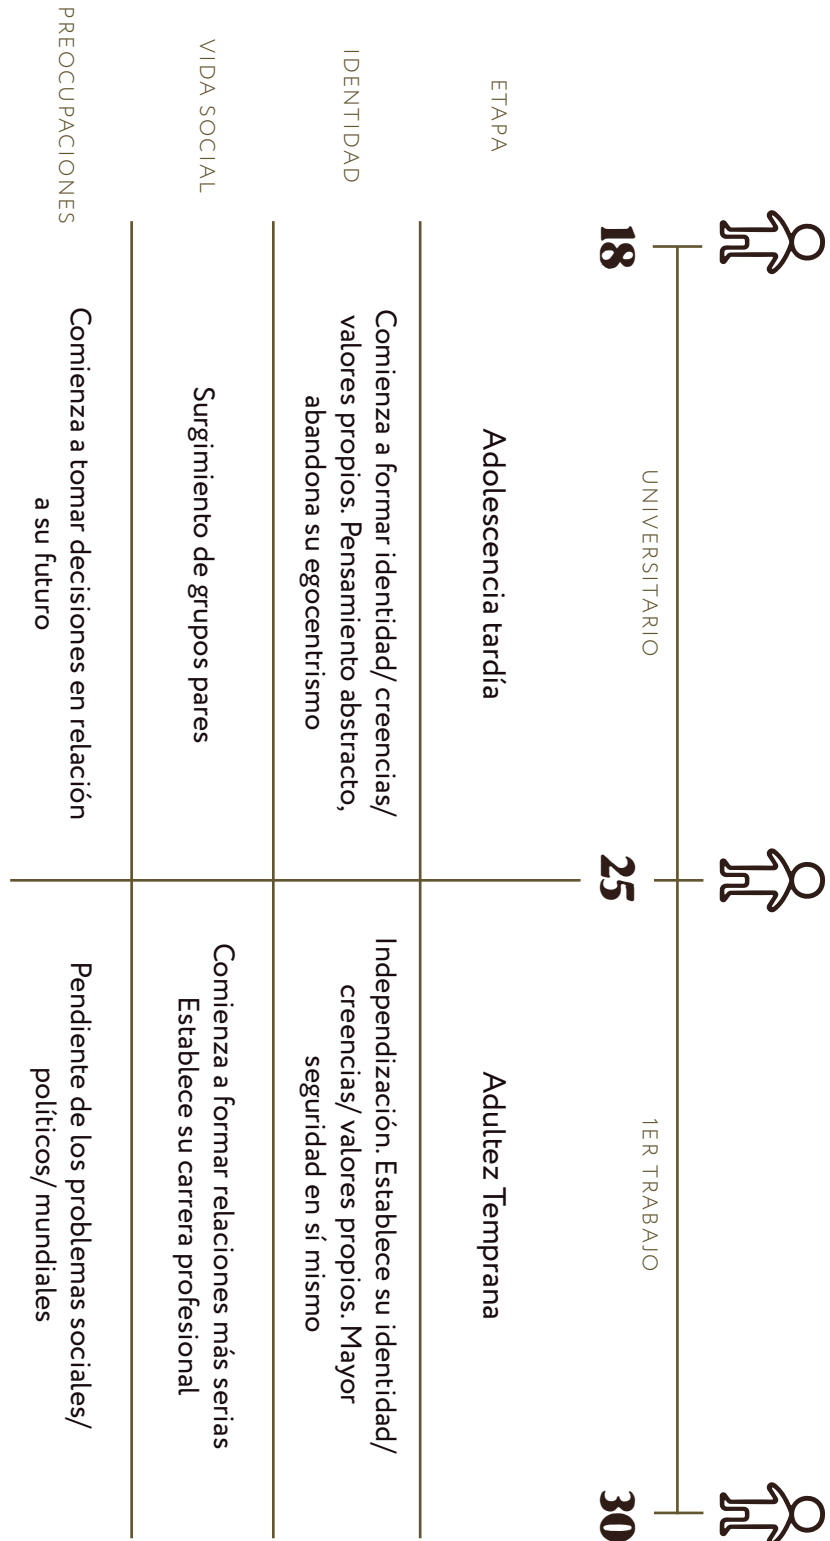 18
25
30
UNIVERSITARIO
1ER TRABAJO
ETAPA
Adolescencia tardía
Adultez Temprana
IDENTIDAD
Comienza a formar identidad/ creencias/
valores propios. Pensamiento abstracto,
abandona su egocentrismo
Independización. Establece su identidad/
creencias/ valores propios. Mayor
seguridad en sí mismo
VIDA SOCIAL
Surgimiento de grupos pares
Comienza a formar relaciones más serias
Establece su carrera profesional
PREOCUPACIONES
Comienza a tomar decisiones en relación
a su futuro
Pendiente de los problemas sociales/
políticos/ mundiales